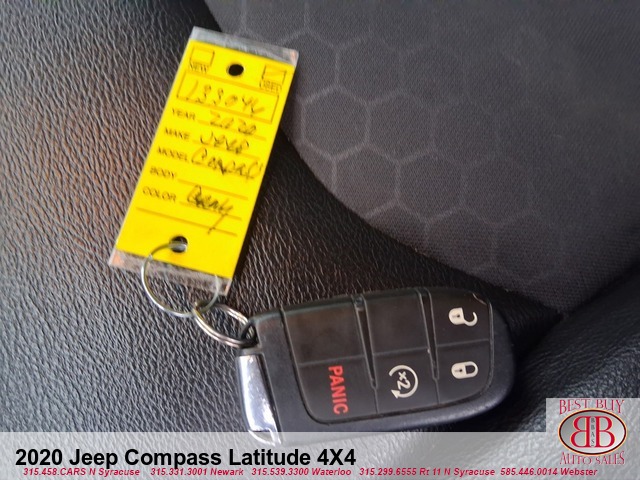 NEW
USED
YEAR 2020
MAKE Jeep
MODEL Compass
BODY
COLOR Gray
x2
PANIC
BEST BUY
BB
AUTO SALES
2020 Jeep Compass Latitude 4X4
315.458.CARS N Syracuse 315.331.3001 Newark 315.539.3300 Waterloo 315.299.6555 Rt 11 N Syracuse 585.446.0014 Webster